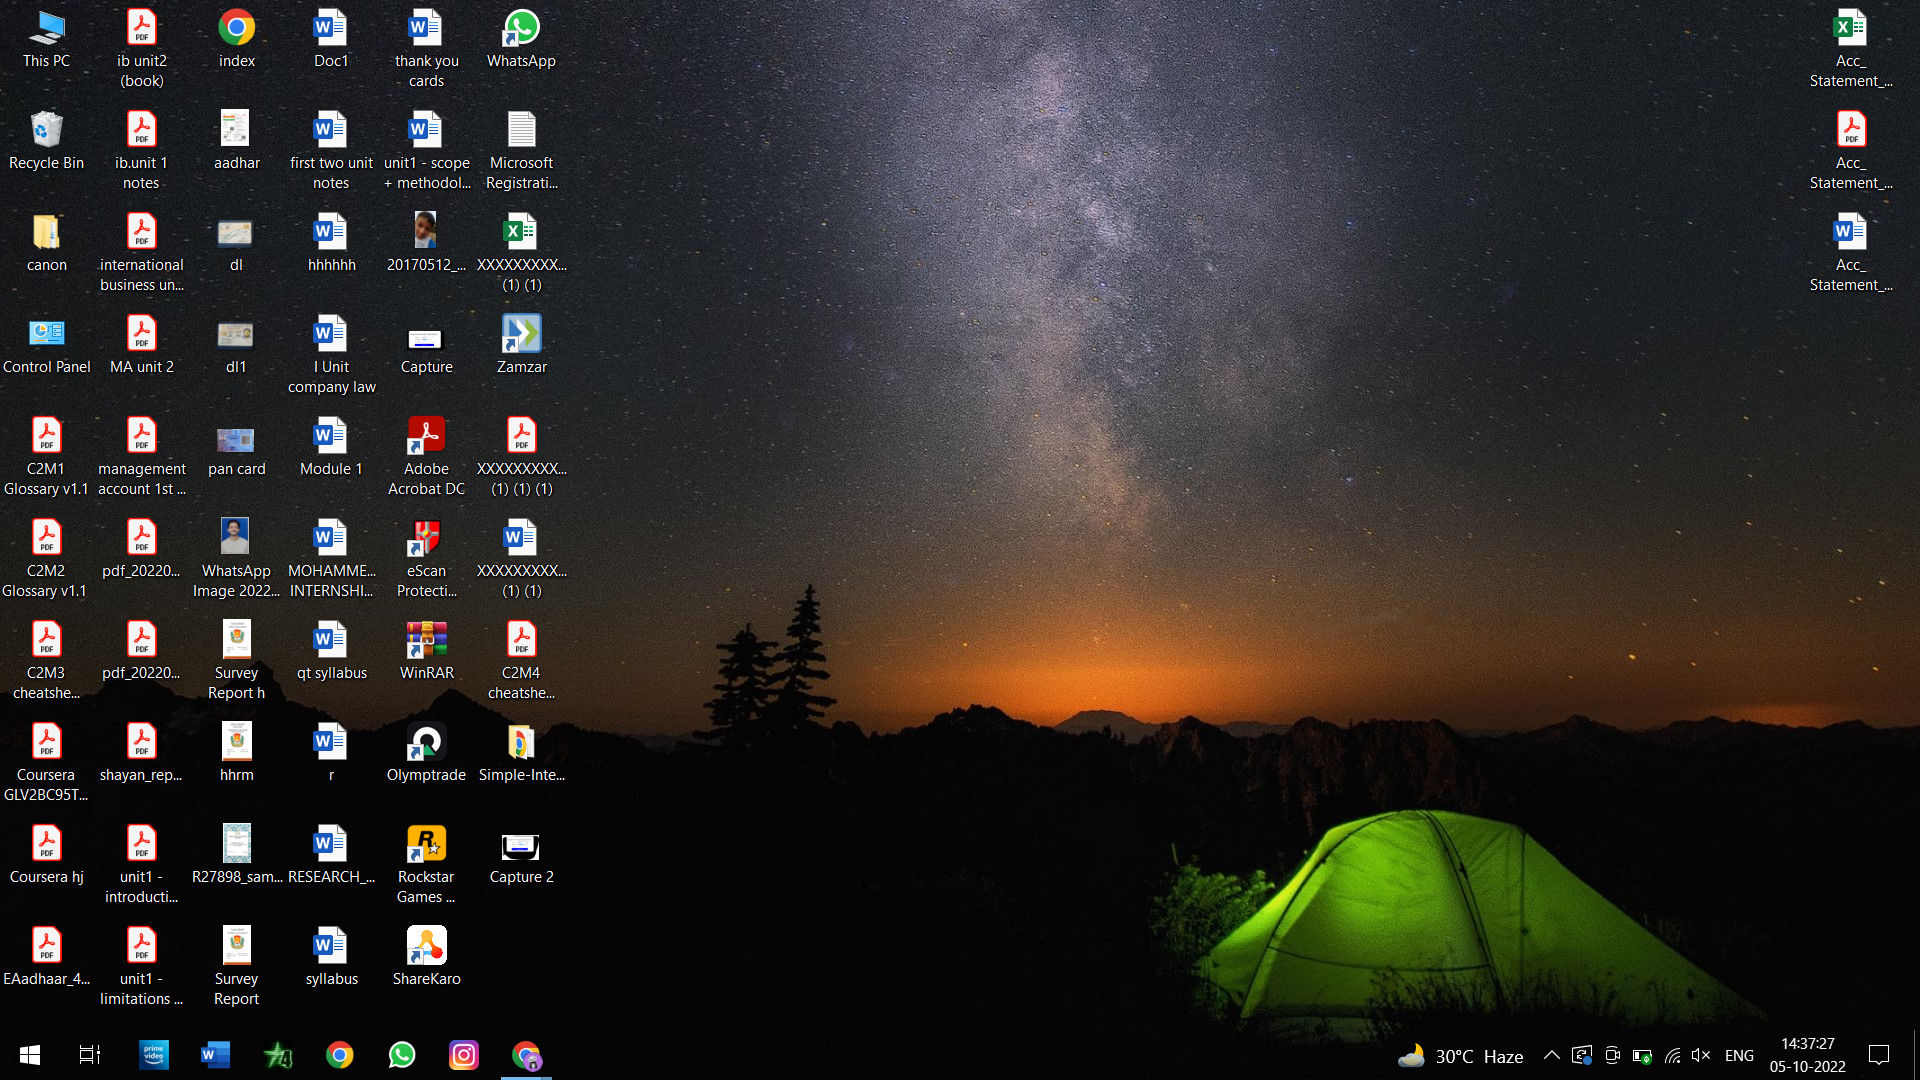 This PC
ib unit2
(book)
index
Doc1
thank you
cards
WhatsApp
Acc_
Statement_...
Recycle Bin
ib.unit 1
notes
aadhar
first two unit
notes
unit1 - scope
+ methodol...
Microsoft
Registrati...
Acc_
Statement_...
canon
international
business un...
dl
hhhhhh
20170512_...
XXXXXXXXX...
(1) (1)
Acc_
Statement_...
Control Panel
MA unit 2
dl1
I Unit
company law
Capture
Zamzar
C2M1
Glossary v1.1
management
account 1st ...
pan card
Module 1
Adobe
Acrobat DC
XXXXXXXXX...
(1) (1) (1)
C2M2
Glossary v1.1
pdf_20220...
WhatsApp
Image 2022...
MOHAMME...
INTERNSHI...
eScan
Protecti...
XXXXXXXXX...
(1) (1)
C2M3
cheatshe...
pdf_20220...
Survey
Report h
qt syllabus
WinRAR
C2M4
cheatshe...
Coursera
GLV2BC95T...
shayan_rep...
hhrm
r
Olymptrade
Simple-Inte...
Coursera hj
unit1 -
introducti...
R27898_sam...
RESEARCH_...
Rockstar
Games ...
Capture 2
EAadhaar_4...
unit1 -
limitations ...
Survey
Report
syllabus
ShareKaro
prime
video
30°C Haze
ENG
14:37:27
05-10-2022